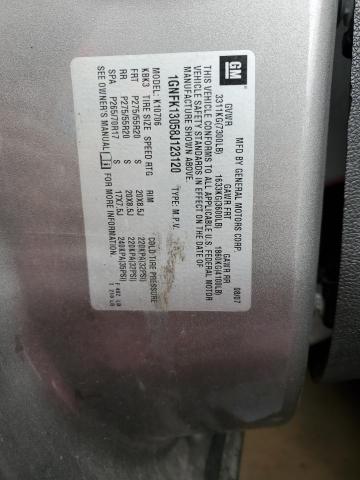 GM
MFD BY GENERAL MOTORS CORP. 08/07
GVWR GAWR FRT GAWR RR
3311KG(7300LB) 1633KG(3600LB) 1860KG(4100LB)
THIS VEHICLE CONFORMS TO ALL APPLICABLE U.S. FEDERAL MOTOR
VEHICLE SAFETY STANDARDS IN EFFECT ON THE DATE OF
MANUFACTURE SHOWN ABOVE.
1GNFK13058J123120 TYPE: M.P.V.
MODEL: K10706
KBK3 TIRE SIZE SPEED RTG RIM COLD TIRE PRESSURE
FRT P275/55R20 S 20X8.5J 220KPA(32PSI)
RR P275/55R20 S 20X8.5J 220KPA(32PSI)
SPA P265/70R17 S 17X7.5J 240KPA(35PSI)
SEE OWNER'S MANUAL FOR MORE INFORMATION.